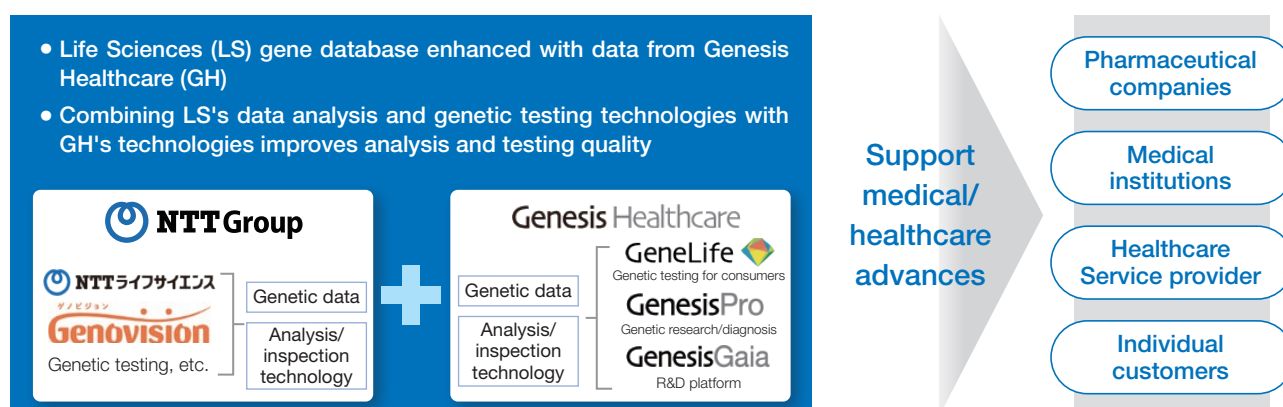 ● Life Sciences (LS) gene database enhanced with data from Genesis
Healthcare (GH)
● Combining LS's data analysis and genetic testing technologies with
GH's technologies improves analysis and testing quality
NTT Group
NTTライフサイエンス
ゲノビジョン
Genovision
Genetic testing, etc.
Genetic data
Analysis/
inspection
technology
Genesis Healthcare
Genetic data
Analysis/
inspection
technology
GeneLife
Genetic testing for consumers
GenesisPro
Genetic research/diagnosis
GenesisGaia
R&D platform
Support
medical/
healthcare
advances
Pharmaceutical
companies
Medical
institutions
Healthcare
Service provider
Individual
customers